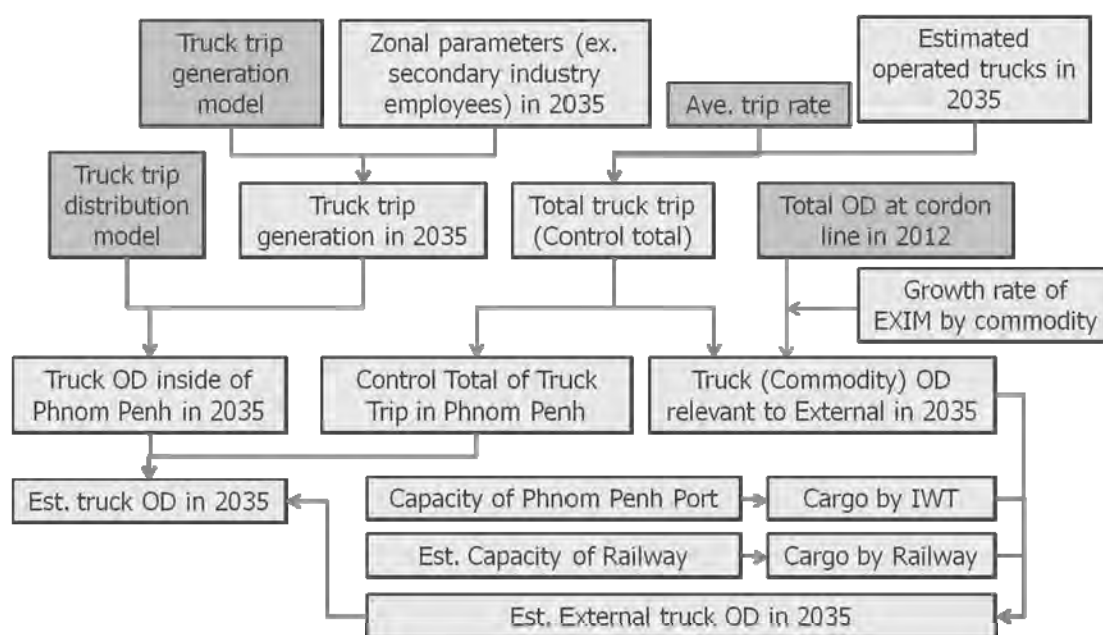 Truck trip
generation
model
Zonal parameters (ex.
secondary industry
employees) in 2035
Ave. trip rate
Estimated
operated trucks in
2035
Truck trip
distribution
model
Truck trip
generation in 2035
Total truck trip
(Control total)
Total OD at cordon
line in 2012
Growth rate of
EXIM by commodity
Truck OD inside of
Phnom Penh in 2035
Control Total of Truck
Trip in Phnom Penh
Truck (Commodity) OD
relevant to External in 2035
Est. truck OD in 2035
Capacity of Phnom Penh Port
Cargo by IWT
Est. Capacity of Railway
Cargo by Railway
Est. External truck OD in 2035